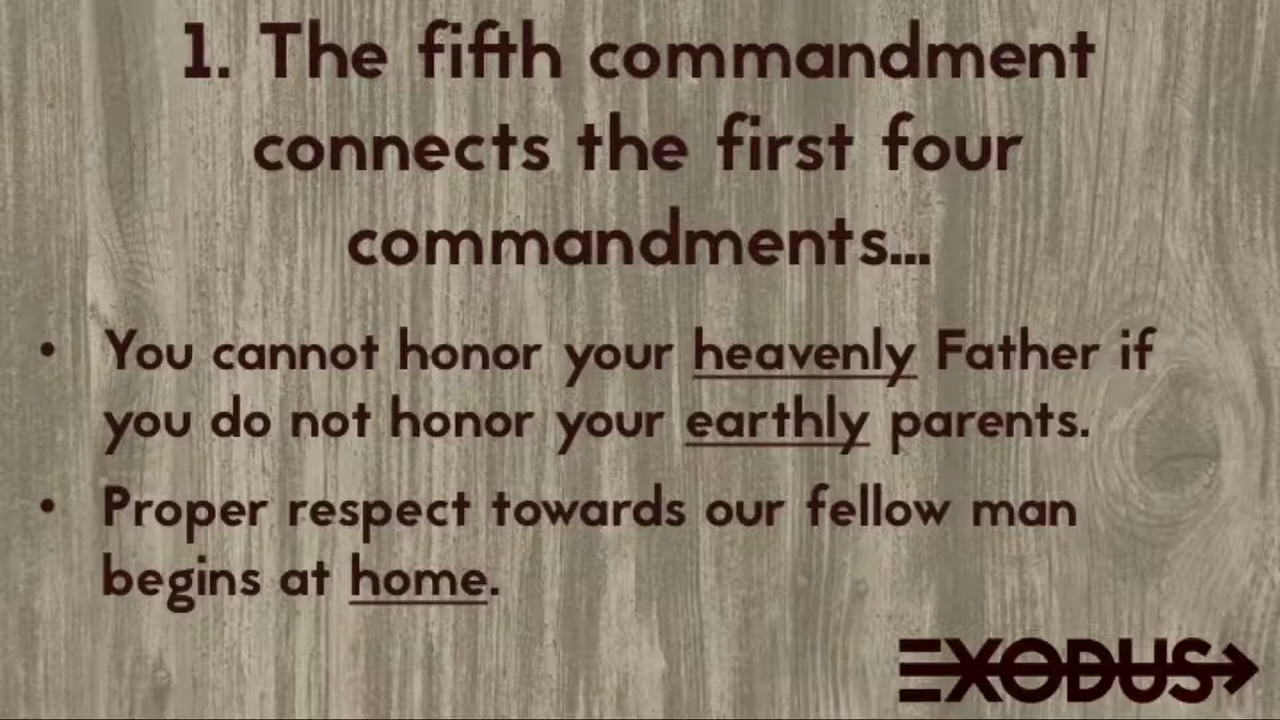 1. The fifth commandment
connects the first four
commandments...
• You cannot honor your heavenly Father if
you do not honor your earthly parents.
• Proper respect towards our fellow man
begins at home.
EXODUS